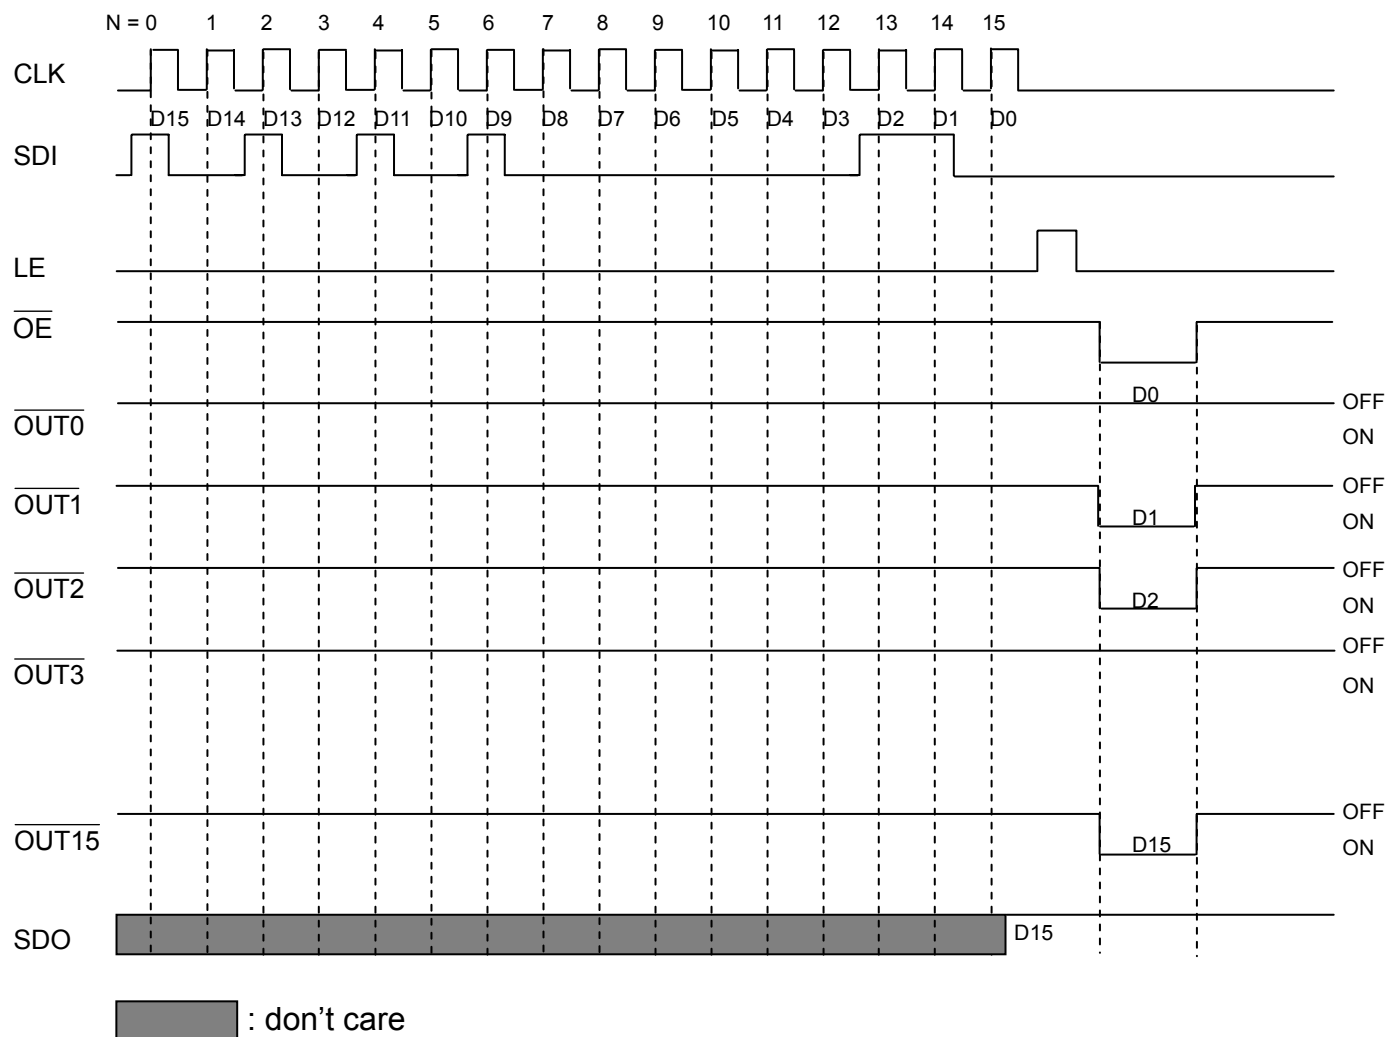 N = 0 1 2 3 4 5 6 7 8 9 10 11 12 13 14 15
CLK
D15 D14 D13 D12 D11 D10 D9 D8 D7 D6 D5 D4 D3 D2 D1 D0
SDI
LE
OE
D0
OFF
OUT0
ON
OFF
OUT1
D1
ON
OFF
OUT2
D2
ON
OFF
OUT3
ON
OFF
OUT15
D15
ON
SDO
D15
: don't care